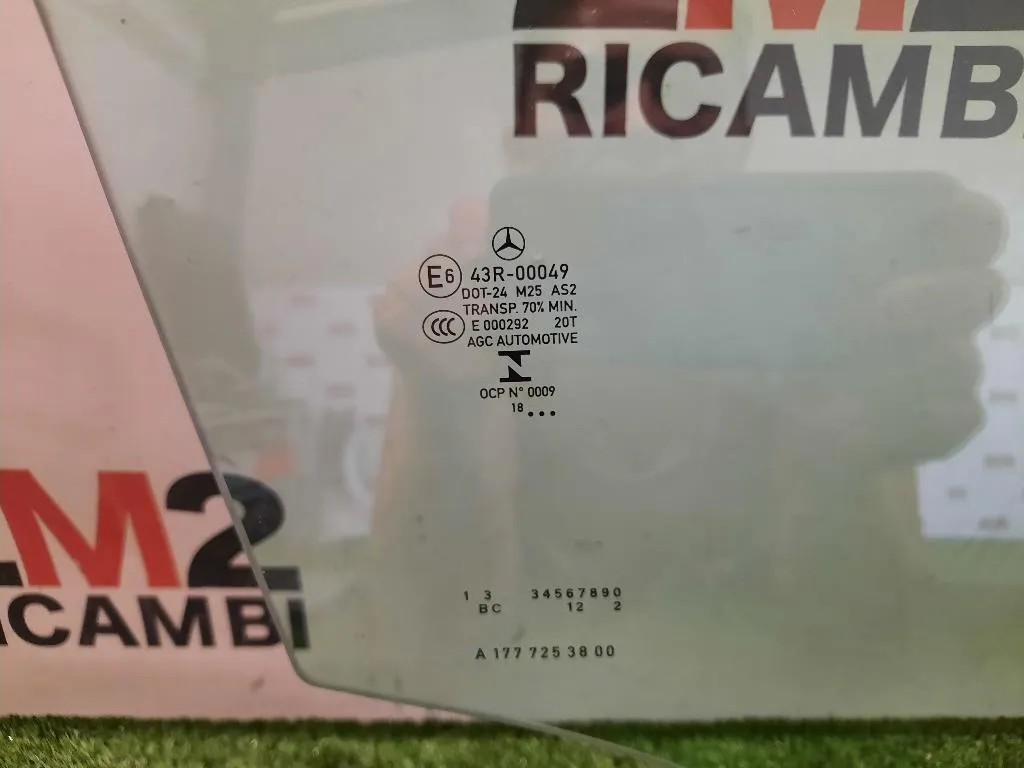 RICAMBI
E6 43R-00049
DOT-24 M25 AS2
TRANSP. 70% MIN.
CCC E 000292 20T
AGC AUTOMOTIVE
OCP N° 0009
18 ...
M2
RICAMBI
1 3 34567890
BC 12 2
A 177 725 38 00